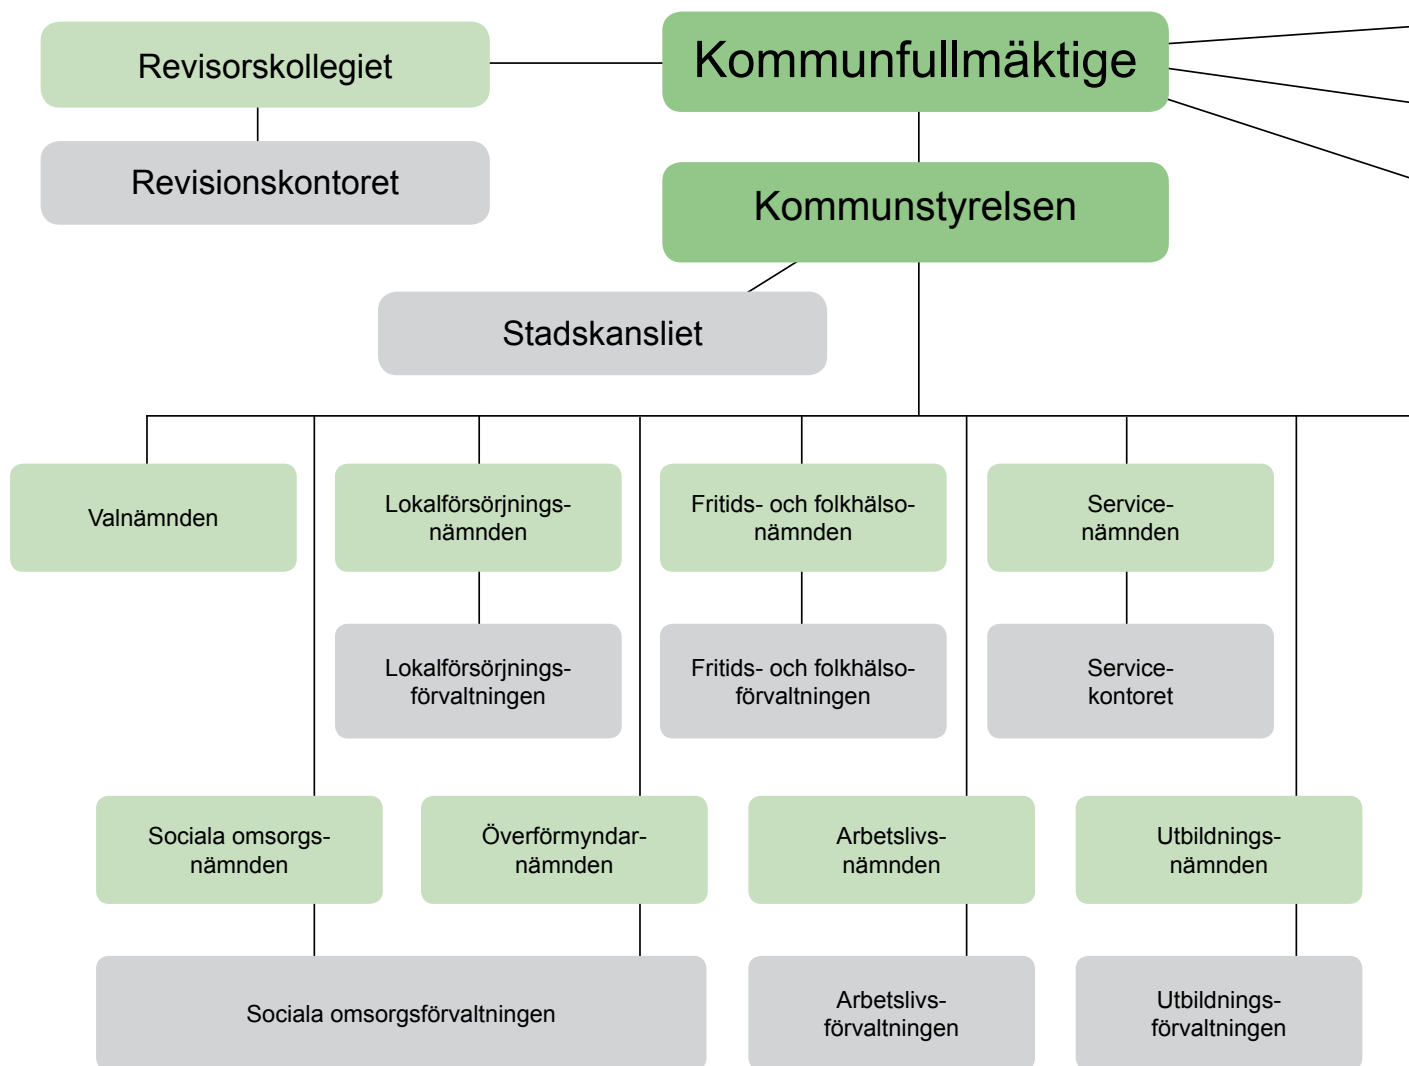 Revisorskollegiet
Kommunfullmäktige
Revisionskontoret
Kommunstyrelsen
Stadskansliet
Valnämnden
Lokalförsörjnings-
nämnden
Fritids- och folkhälso-
nämnden
Service-
nämnden
Lokalförsörjnings-
förvaltningen
Fritids- och folkhälso-
förvaltningen
Service-
kontoret
Sociala omsorgs-
nämnden
Överförmyndar-
nämnden
Arbetslivs-
nämnden
Utbildnings-
nämnden
Sociala omsorgsförvaltningen
Arbetslivs-
förvaltningen
Utbildnings-
förvaltningen